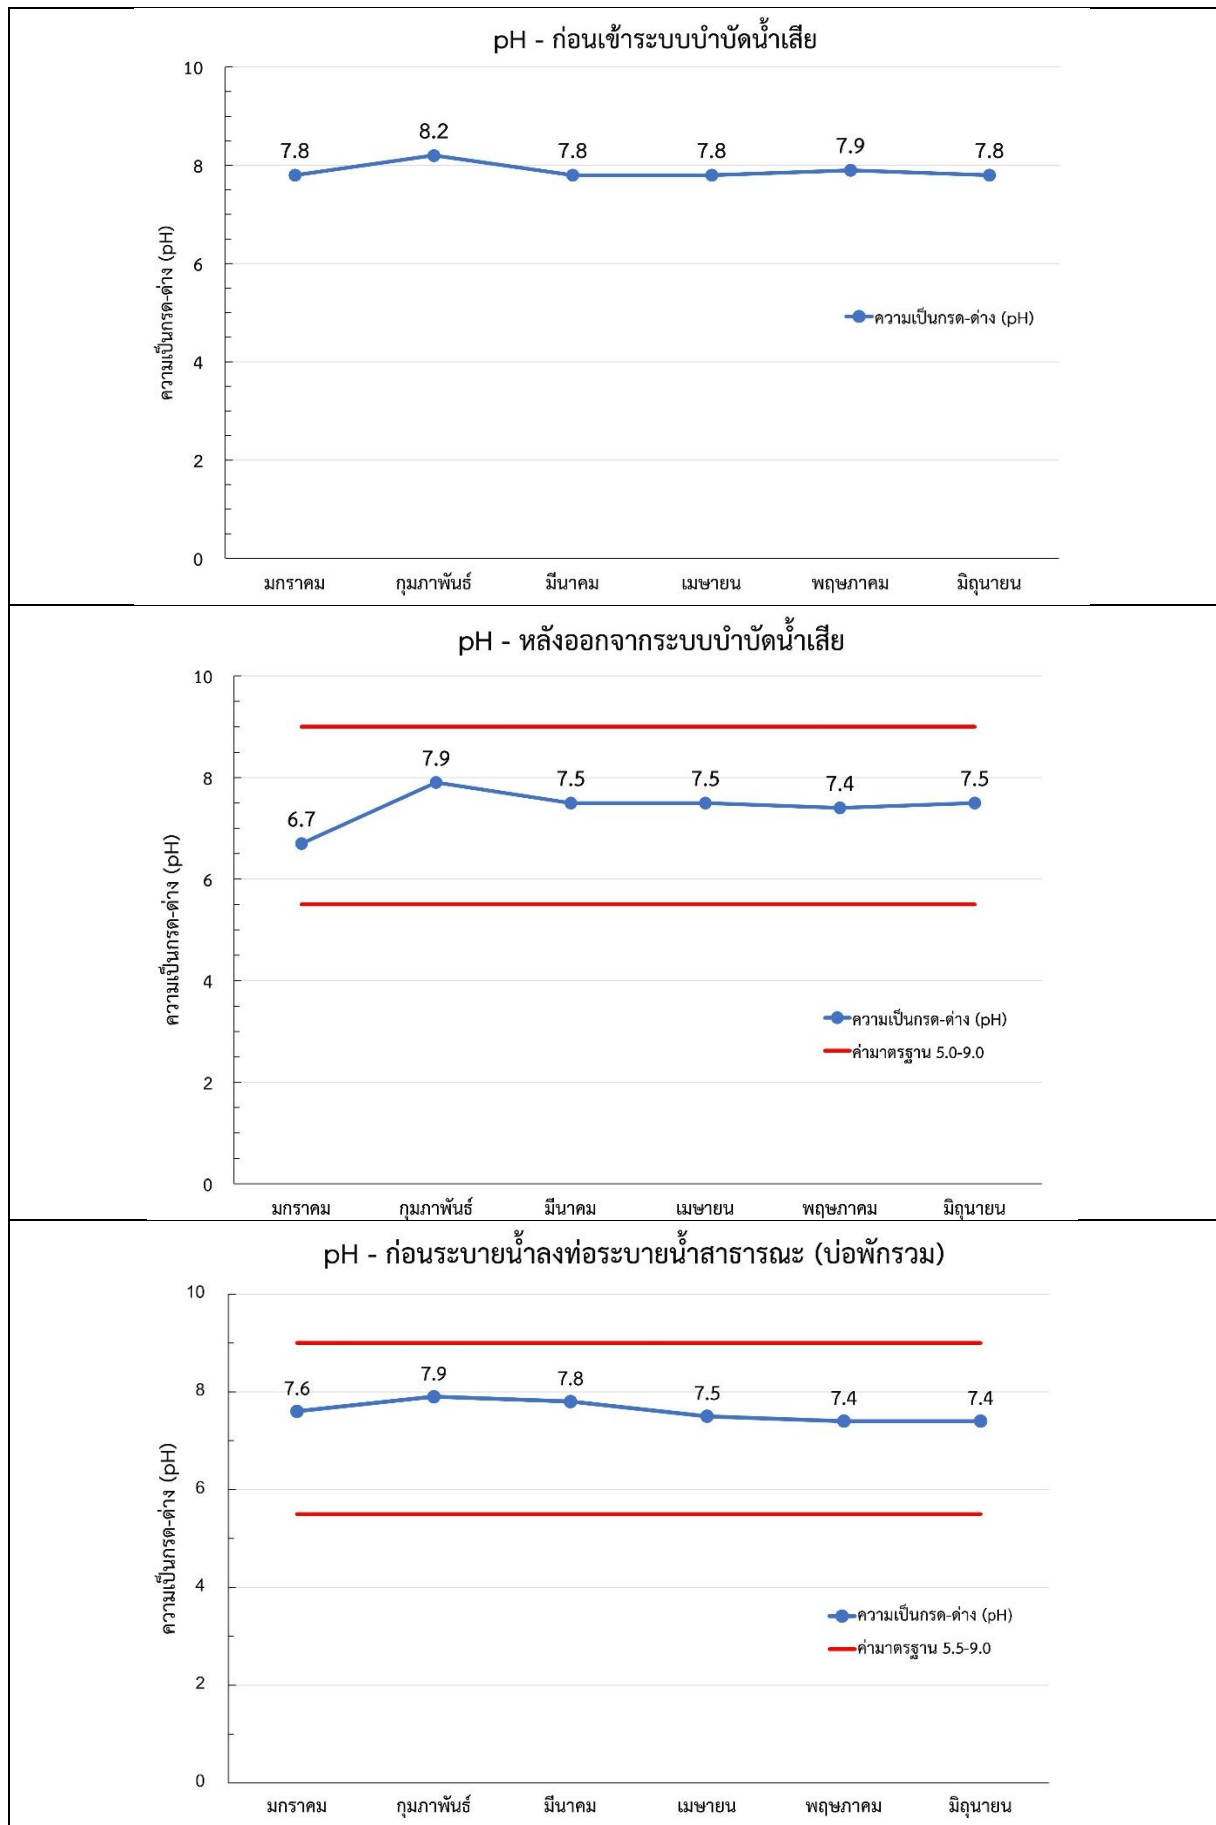 pH - ก่อนเข้าระบบบำบัดน้ำเสีย
10
8
6
4
2
0
ความเป็นกรด-ด่าง (pH)
7.8 8.2 7.8 7.8 7.9 7.8
ความเป็นกรด-ด่าง (pH)
มกราคม กุมภาพันธ์ มีนาคม เมษายน พฤษภาคม มิถุนายน
pH - หลังออกจากระบบบำบัดน้ำเสีย
10
8
6
4
2
0
ความเป็นกรด-ด่าง (pH)
6.7 7.9 7.5 7.5 7.4 7.5
ความเป็นกรด-ด่าง (pH)
ค่ามาตรฐาน 5.0-9.0
มกราคม กุมภาพันธ์ มีนาคม เมษายน พฤษภาคม มิถุนายน
pH - ก่อนระบายน้ำลงท่อระบายน้ำสาธารณะ (บ่อพักรวม)
10
8
6
4
2
0
ความเป็นกรด-ด่าง (pH)
7.6 7.9 7.8 7.5 7.4 7.4
ความเป็นกรด-ด่าง (pH)
ค่ามาตรฐาน 5.5-9.0
มกราคม กุมภาพันธ์ มีนาคม เมษายน พฤษภาคม มิถุนายน